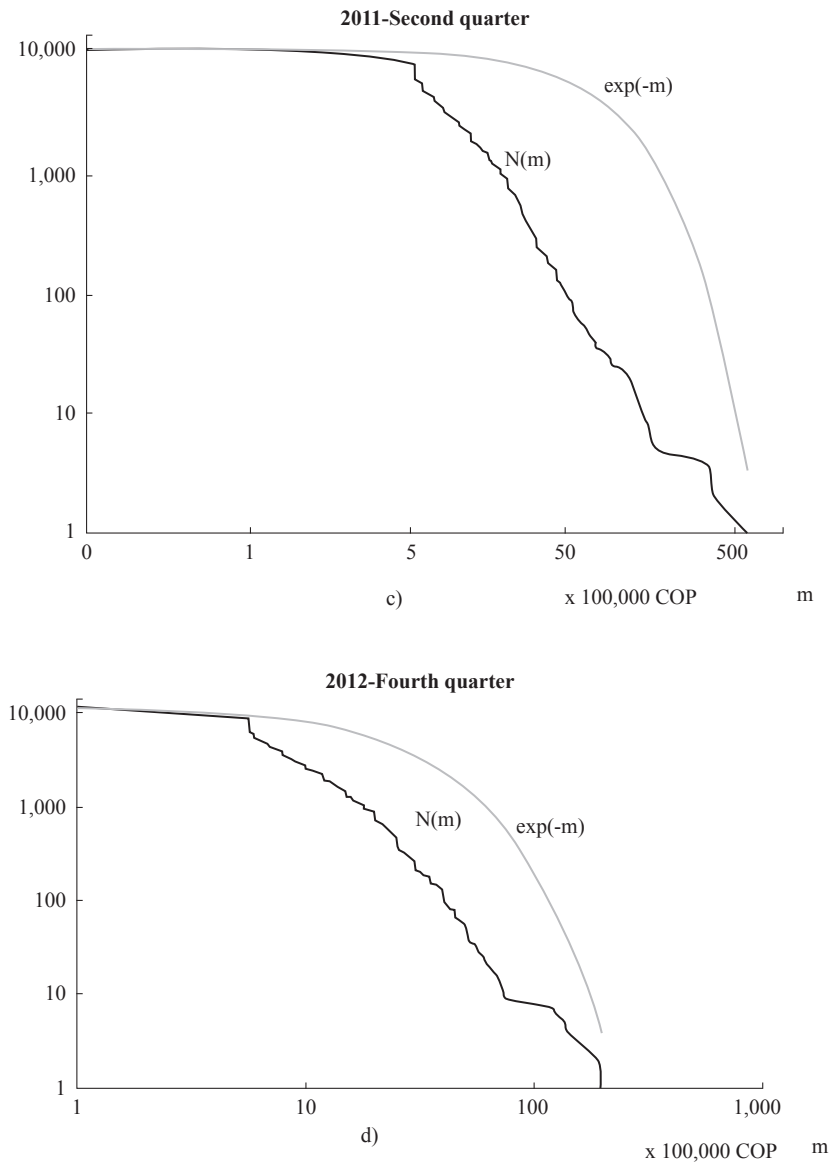 2011-Second quarter
10,000
exp(-m)
N(m)
1,000
100
10
1
0 1 5 50 500
c) x 100,000 COP m
2012-Fourth quarter
10,000
1,000
N(m) exp(-m)
100
10
1
1 10 100 1,000
d)
x 100,000 COP m